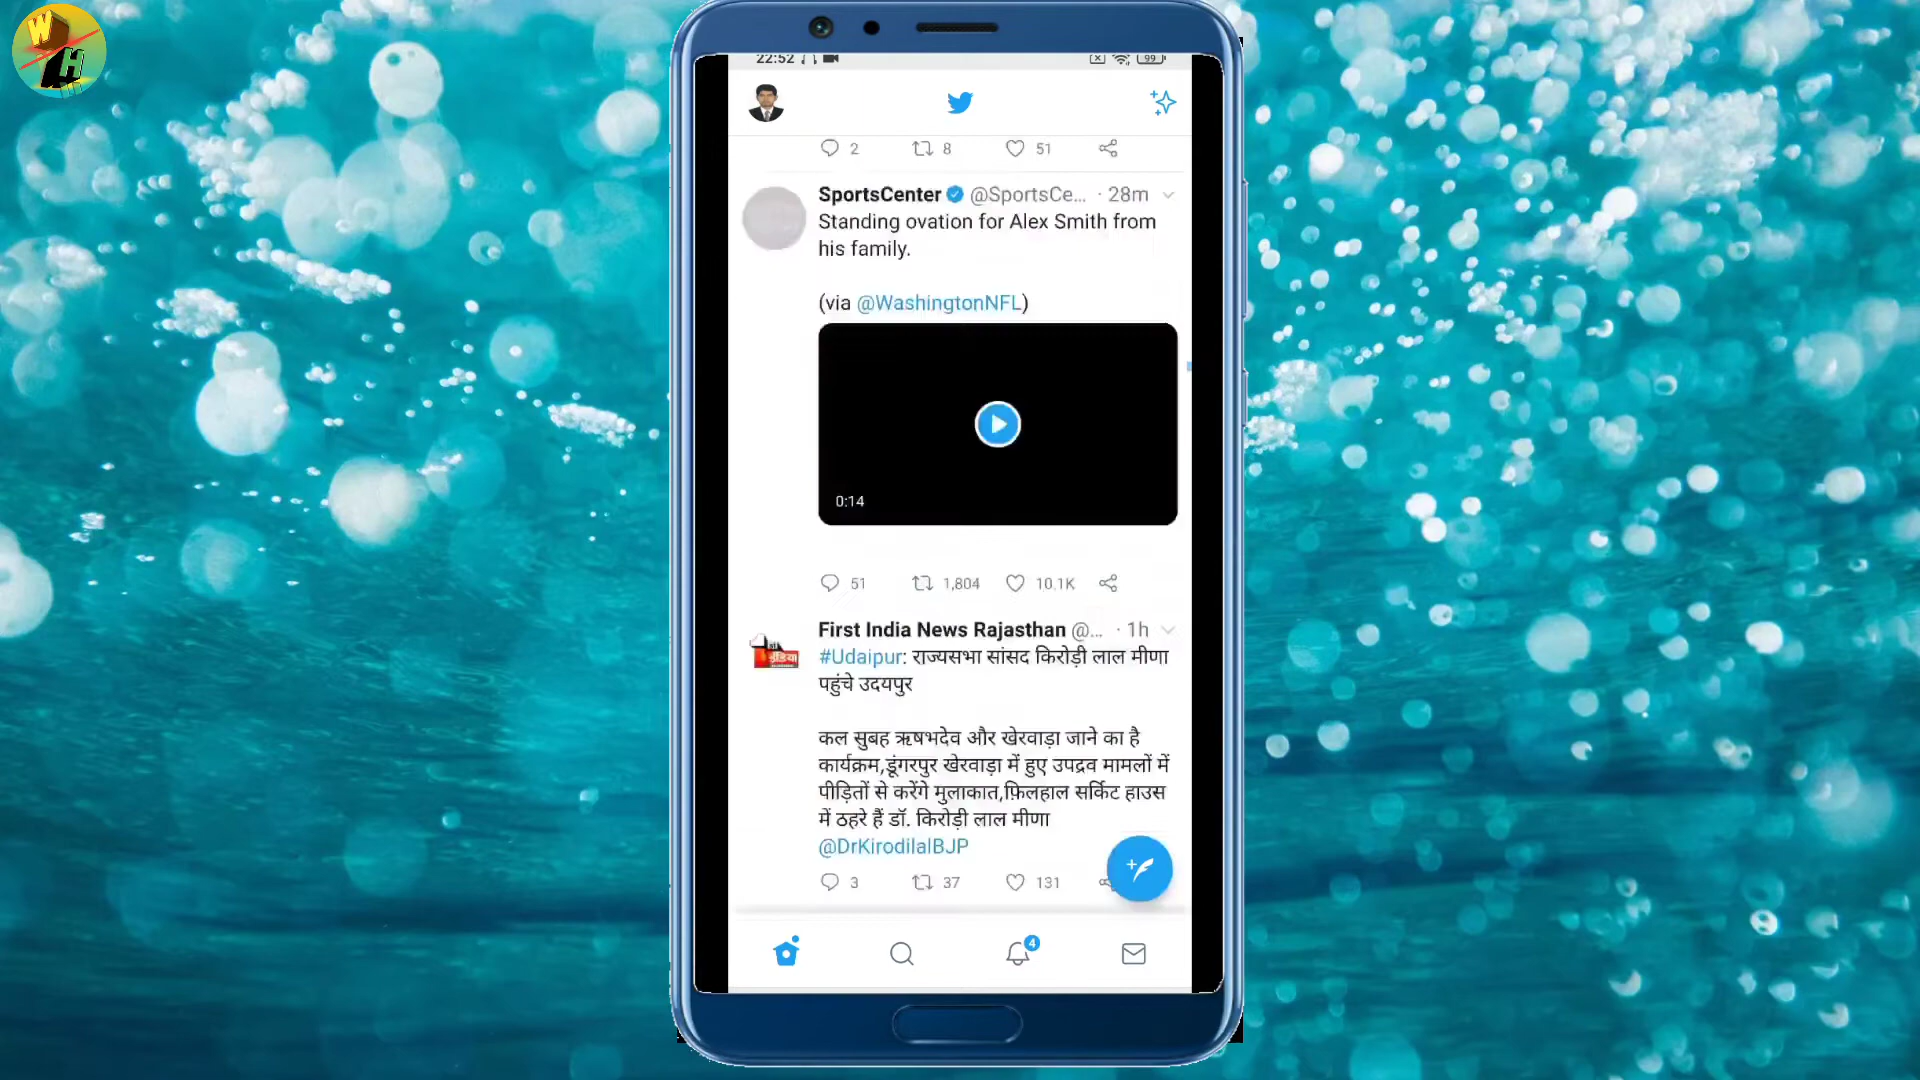 W
H
22:52 99
2 8 51
SportsCenter @SportsCe... · 28m
Standing ovation for Alex Smith from
his family.
(via @WashingtonNFL)
0:14
51 1,804 10.1K
First India News Rajasthan @... · 1h
#Udaipur: राज्यसभा सांसद किरोड़ी लाल मीणा
पहुंचे उदयपुर
कल सुबह ऋषभदेव और खेरवाड़ा जाने का है
कार्यक्रम,डूंगरपुर खेरवाड़ा में हुए उपद्रव मामलों में
पीड़ितों से करेंगे मुलाकात,फ़िलहाल सर्किट हाउस
में ठहरे हैं डॉ. किरोड़ी लाल मीणा
@DrKirodilalBJP
3 37 131
4